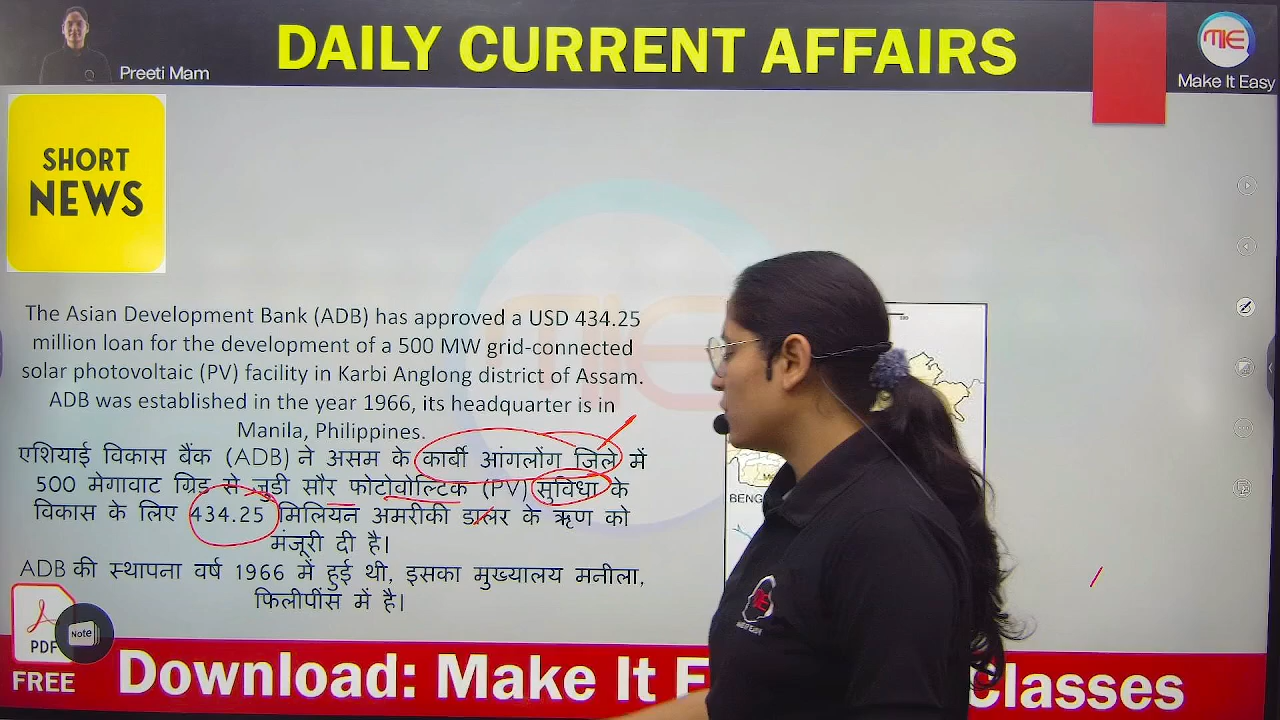 Preeti Mam
DAILY CURRENT AFFAIRS
Make It Easy
SHORT
NEWS
The Asian Development Bank (ADB) has approved a USD 434.25
million loan for the development of a 500 MW grid-connected
solar photovoltaic (PV) facility in Karbi Anglong district of Assam.
ADB was established in the year 1966, its headquarter is in
Manila, Philippines.
एशियाई विकास बैंक (ADB) ने असम के कार्बी आंगलोंग जिले में
500 मेगावाट ग्रिड से जुड़ी सौर फोटोवोल्टिक (PV) सुविधा के
विकास के लिए 434.25 मिलियन अमरीकी डालर के ऋण को
मंजूरी दी है।
ADB की स्थापना वर्ष 1966 में हुई थी, इसका मुख्यालय मनीला,
फिलीपींस में है।
BENG
PDF
Note
FREE
Download: Make It E
Classes